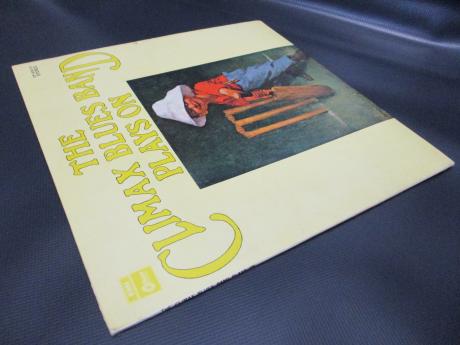 THE
CLIMAX BLUES BAND
PLAYS ON